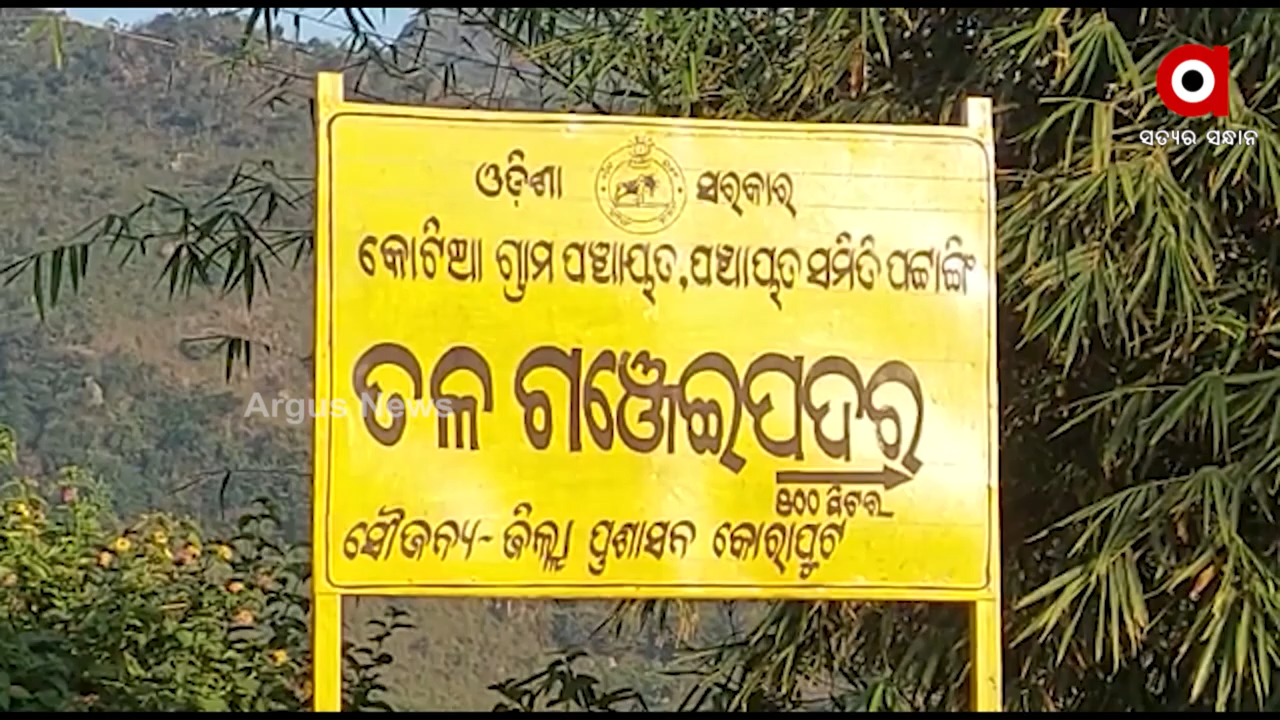 ସତ୍ୟର ସନ୍ଧାନ
ଓଡ଼ିଶା ସରକାର
କୋଟିଆ ଗ୍ରାମ ପଞ୍ଚାୟତ, ପଞ୍ଚାୟତ ସମିତି ପଟ୍ଟାଙ୍ଗି
ତଳ ଗଞ୍ଜେଇପଦର
Argus News
୫୦୦ ମିଟର
ସୌଜନ୍ୟ- ଜିଲ୍ଲା ପ୍ରଶାସନ କୋରାପୁଟ